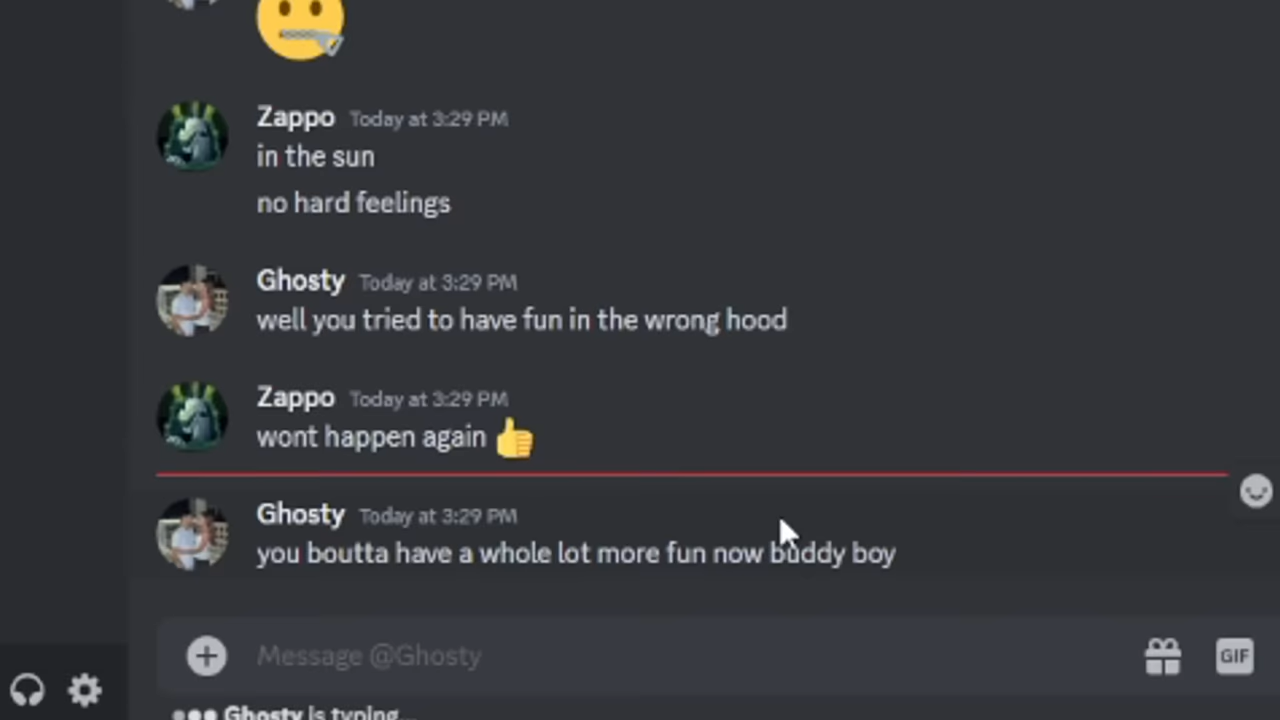 Zappo Today at 3:29 PM
in the sun
no hard feelings
Ghosty Today at 3:29 PM
well you tried to have fun in the wrong hood
Zappo Today at 3:29 PM
wont happen again 👍
Ghosty Today at 3:29 PM
you boutta have a whole lot more fun now buddy boy
Message @Ghosty
GIF
Ghosty is typing...